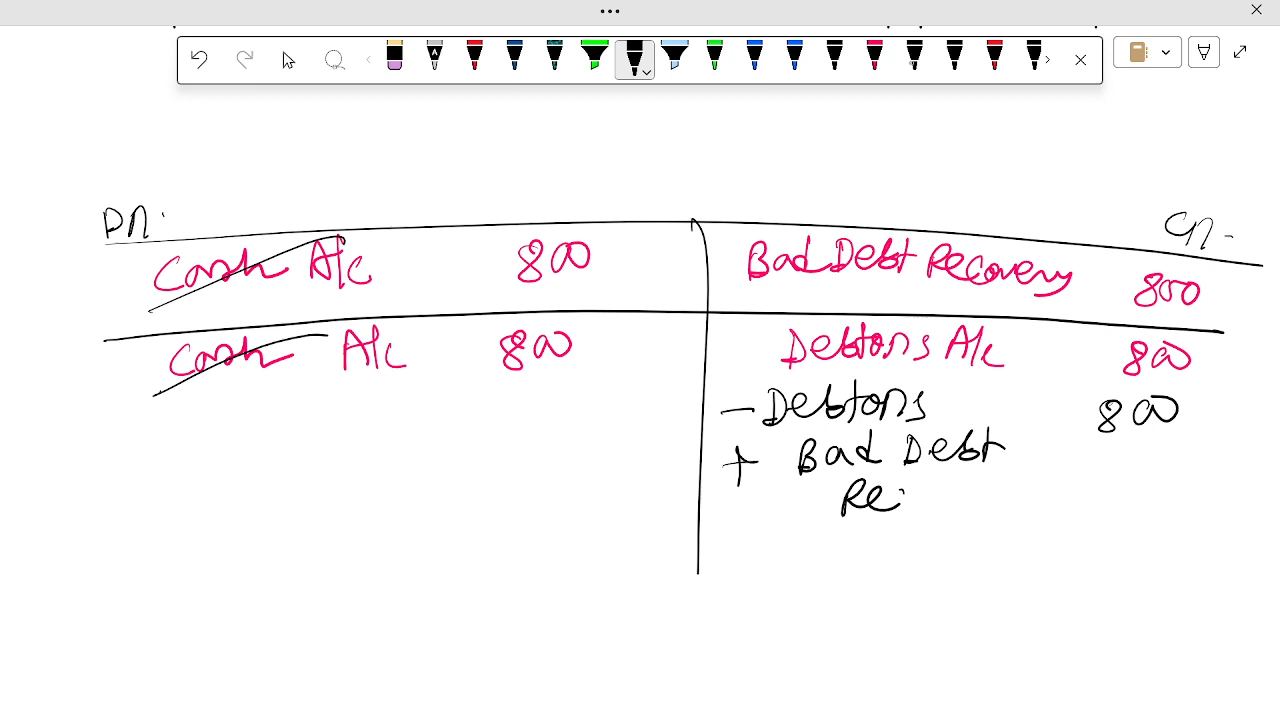 Dr. Cr.
Cash A/c 800 Bad Debt Recovery 800
Cash A/c 800 Debtors A/c 800
- Debtors 800
+ Bad Debt
Re